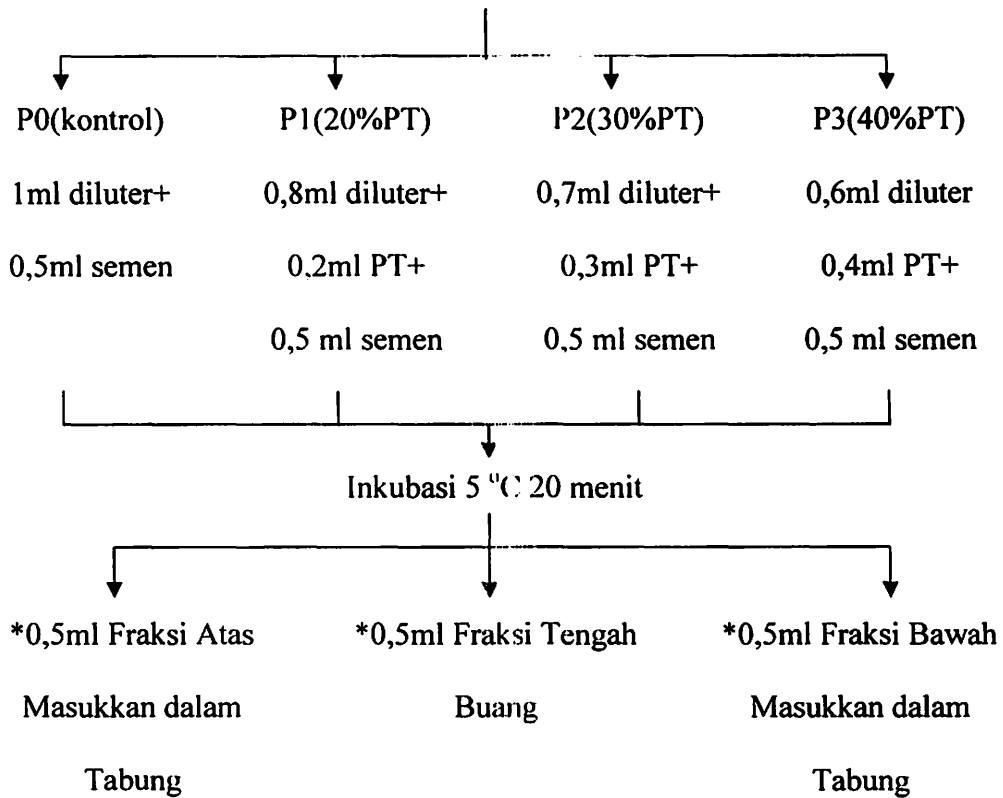 P0(kontrol) P1(20%PT) P2(30%PT) P3(40%PT)
1ml diluter+ 0,8ml diluter+ 0,7ml diluter+ 0,6ml diluter
0,5ml semen 0,2ml PT+ 0,3ml PT+ 0,4ml PT+
0,5 ml semen 0,5 ml semen 0,5 ml semen
Inkubasi 5 °C 20 menit
*0,5ml Fraksi Atas *0,5ml Fraksi Tengah *0,5ml Fraksi Bawah
Masukkan dalam Buang Masukkan dalam
Tabung Tabung